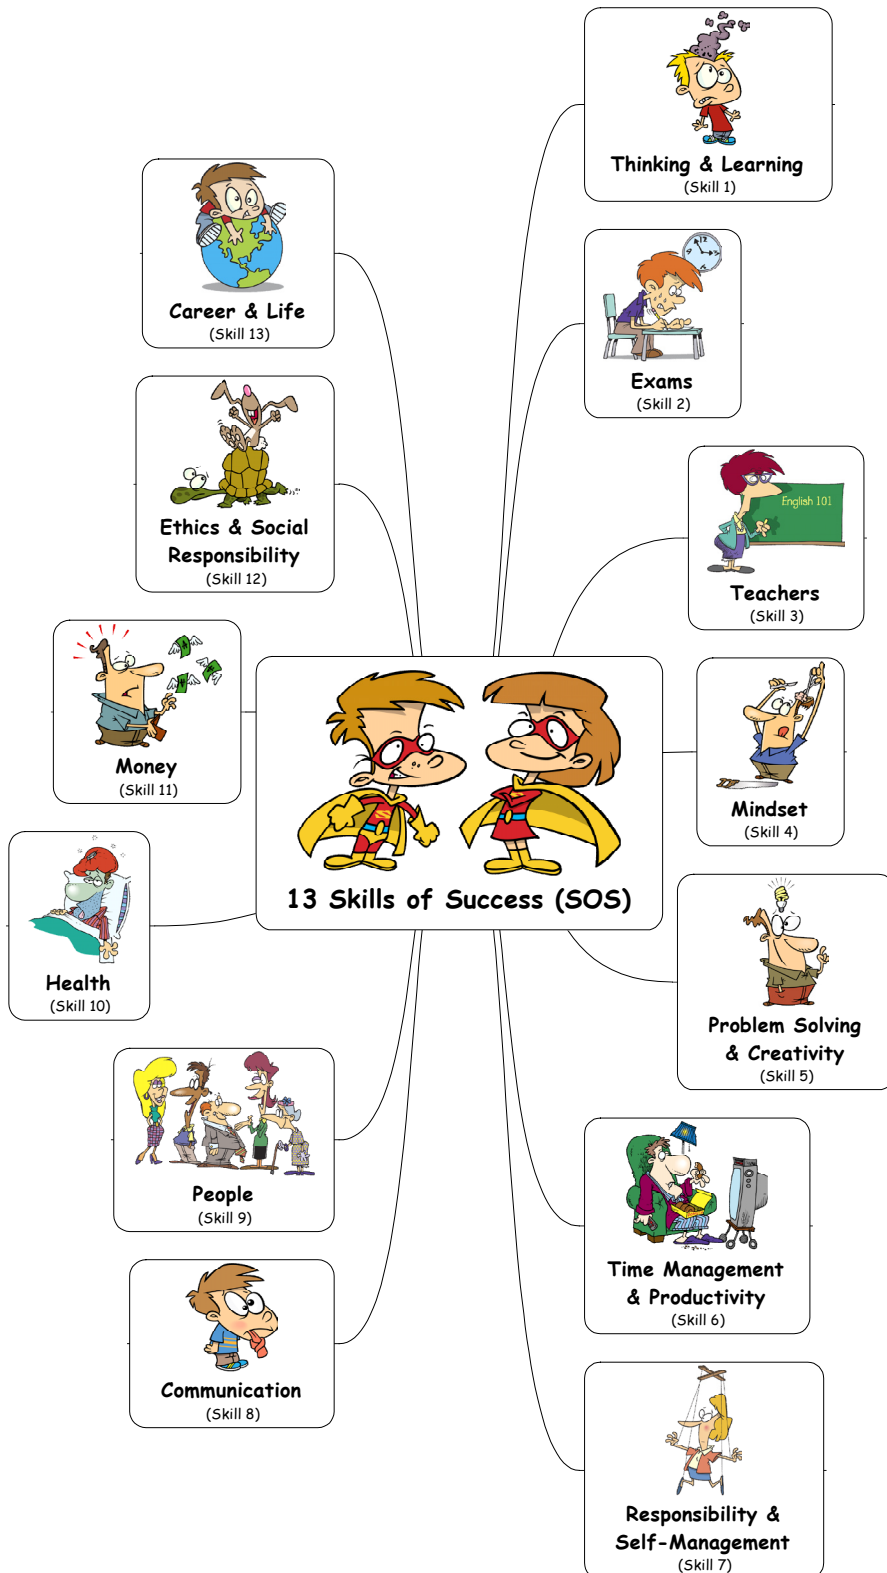 13 Skills of Success (SOS)
Thinking & Learning
(Skill 1)
Exams
(Skill 2)
English 101
Teachers
(Skill 3)
Mindset
(Skill 4)
Problem Solving
& Creativity
(Skill 5)
Time Management
& Productivity
(Skill 6)
Responsibility &
Self-Management
(Skill 7)
Communication
(Skill 8)
People
(Skill 9)
Health
(Skill 10)
Money
(Skill 11)
Ethics & Social
Responsibility
(Skill 12)
Career & Life
(Skill 13)